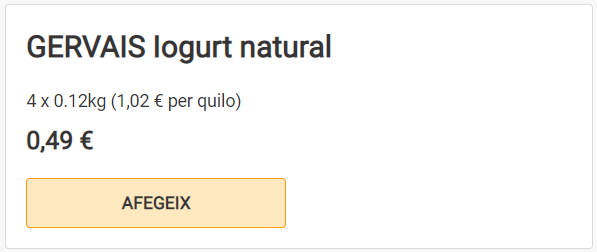 GERVAIS Iogurt natural
4 x 0.12kg (1,02 € per quilo)
0,49 €
AFEGEIX